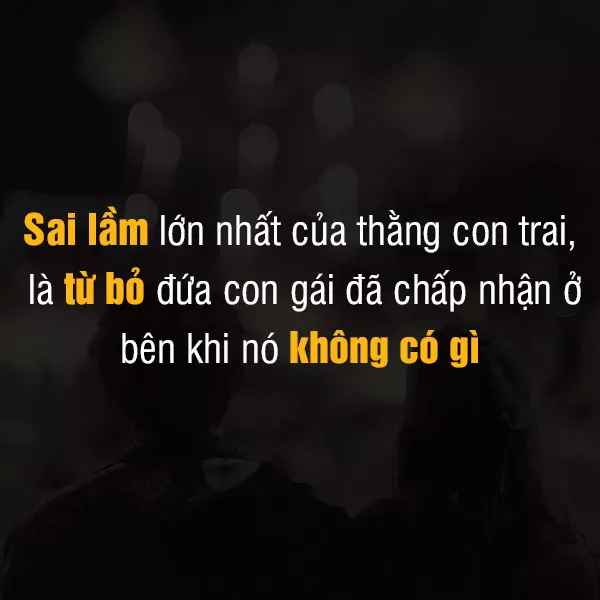 Sai lầm lớn nhất của thằng con trai,
là từ bỏ đứa con gái đã chấp nhận ở
bên khi nó không có gì